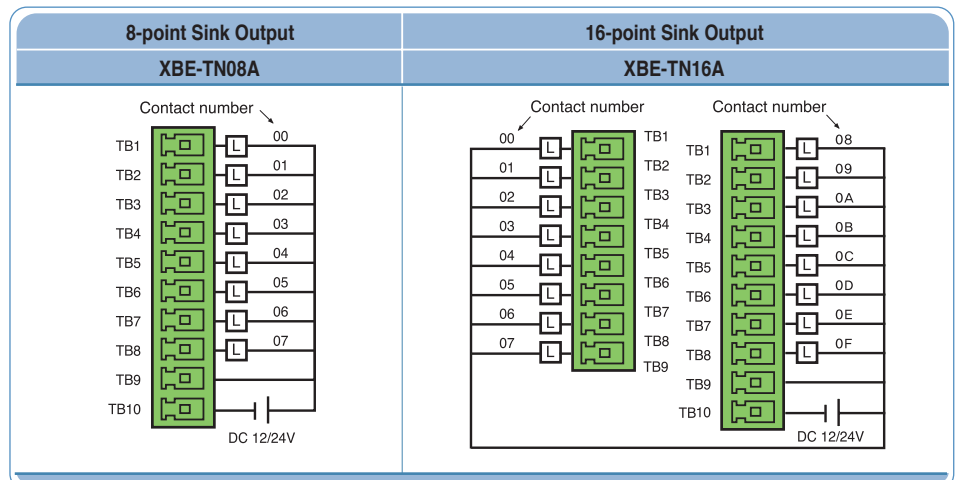 8-point Sink Output
XBE-TN08A
Contact number
TB1 L 00
TB2 L 01
TB3 L 02
TB4 L 03
TB5 L 04
TB6 L 05
TB7 L 06
TB8 L 07
TB9
TB10
DC 12/24V
16-point Sink Output
XBE-TN16A
Contact number
00 L TB1
01 L TB2
02 L TB3
03 L TB4
04 L TB5
05 L TB6
06 L TB7
07 L TB8
TB9
Contact number
TB1 L 08
TB2 L 09
TB3 L 0A
TB4 L 0B
TB5 L 0C
TB6 L 0D
TB7 L 0E
TB8 L 0F
TB9
TB10
DC 12/24V